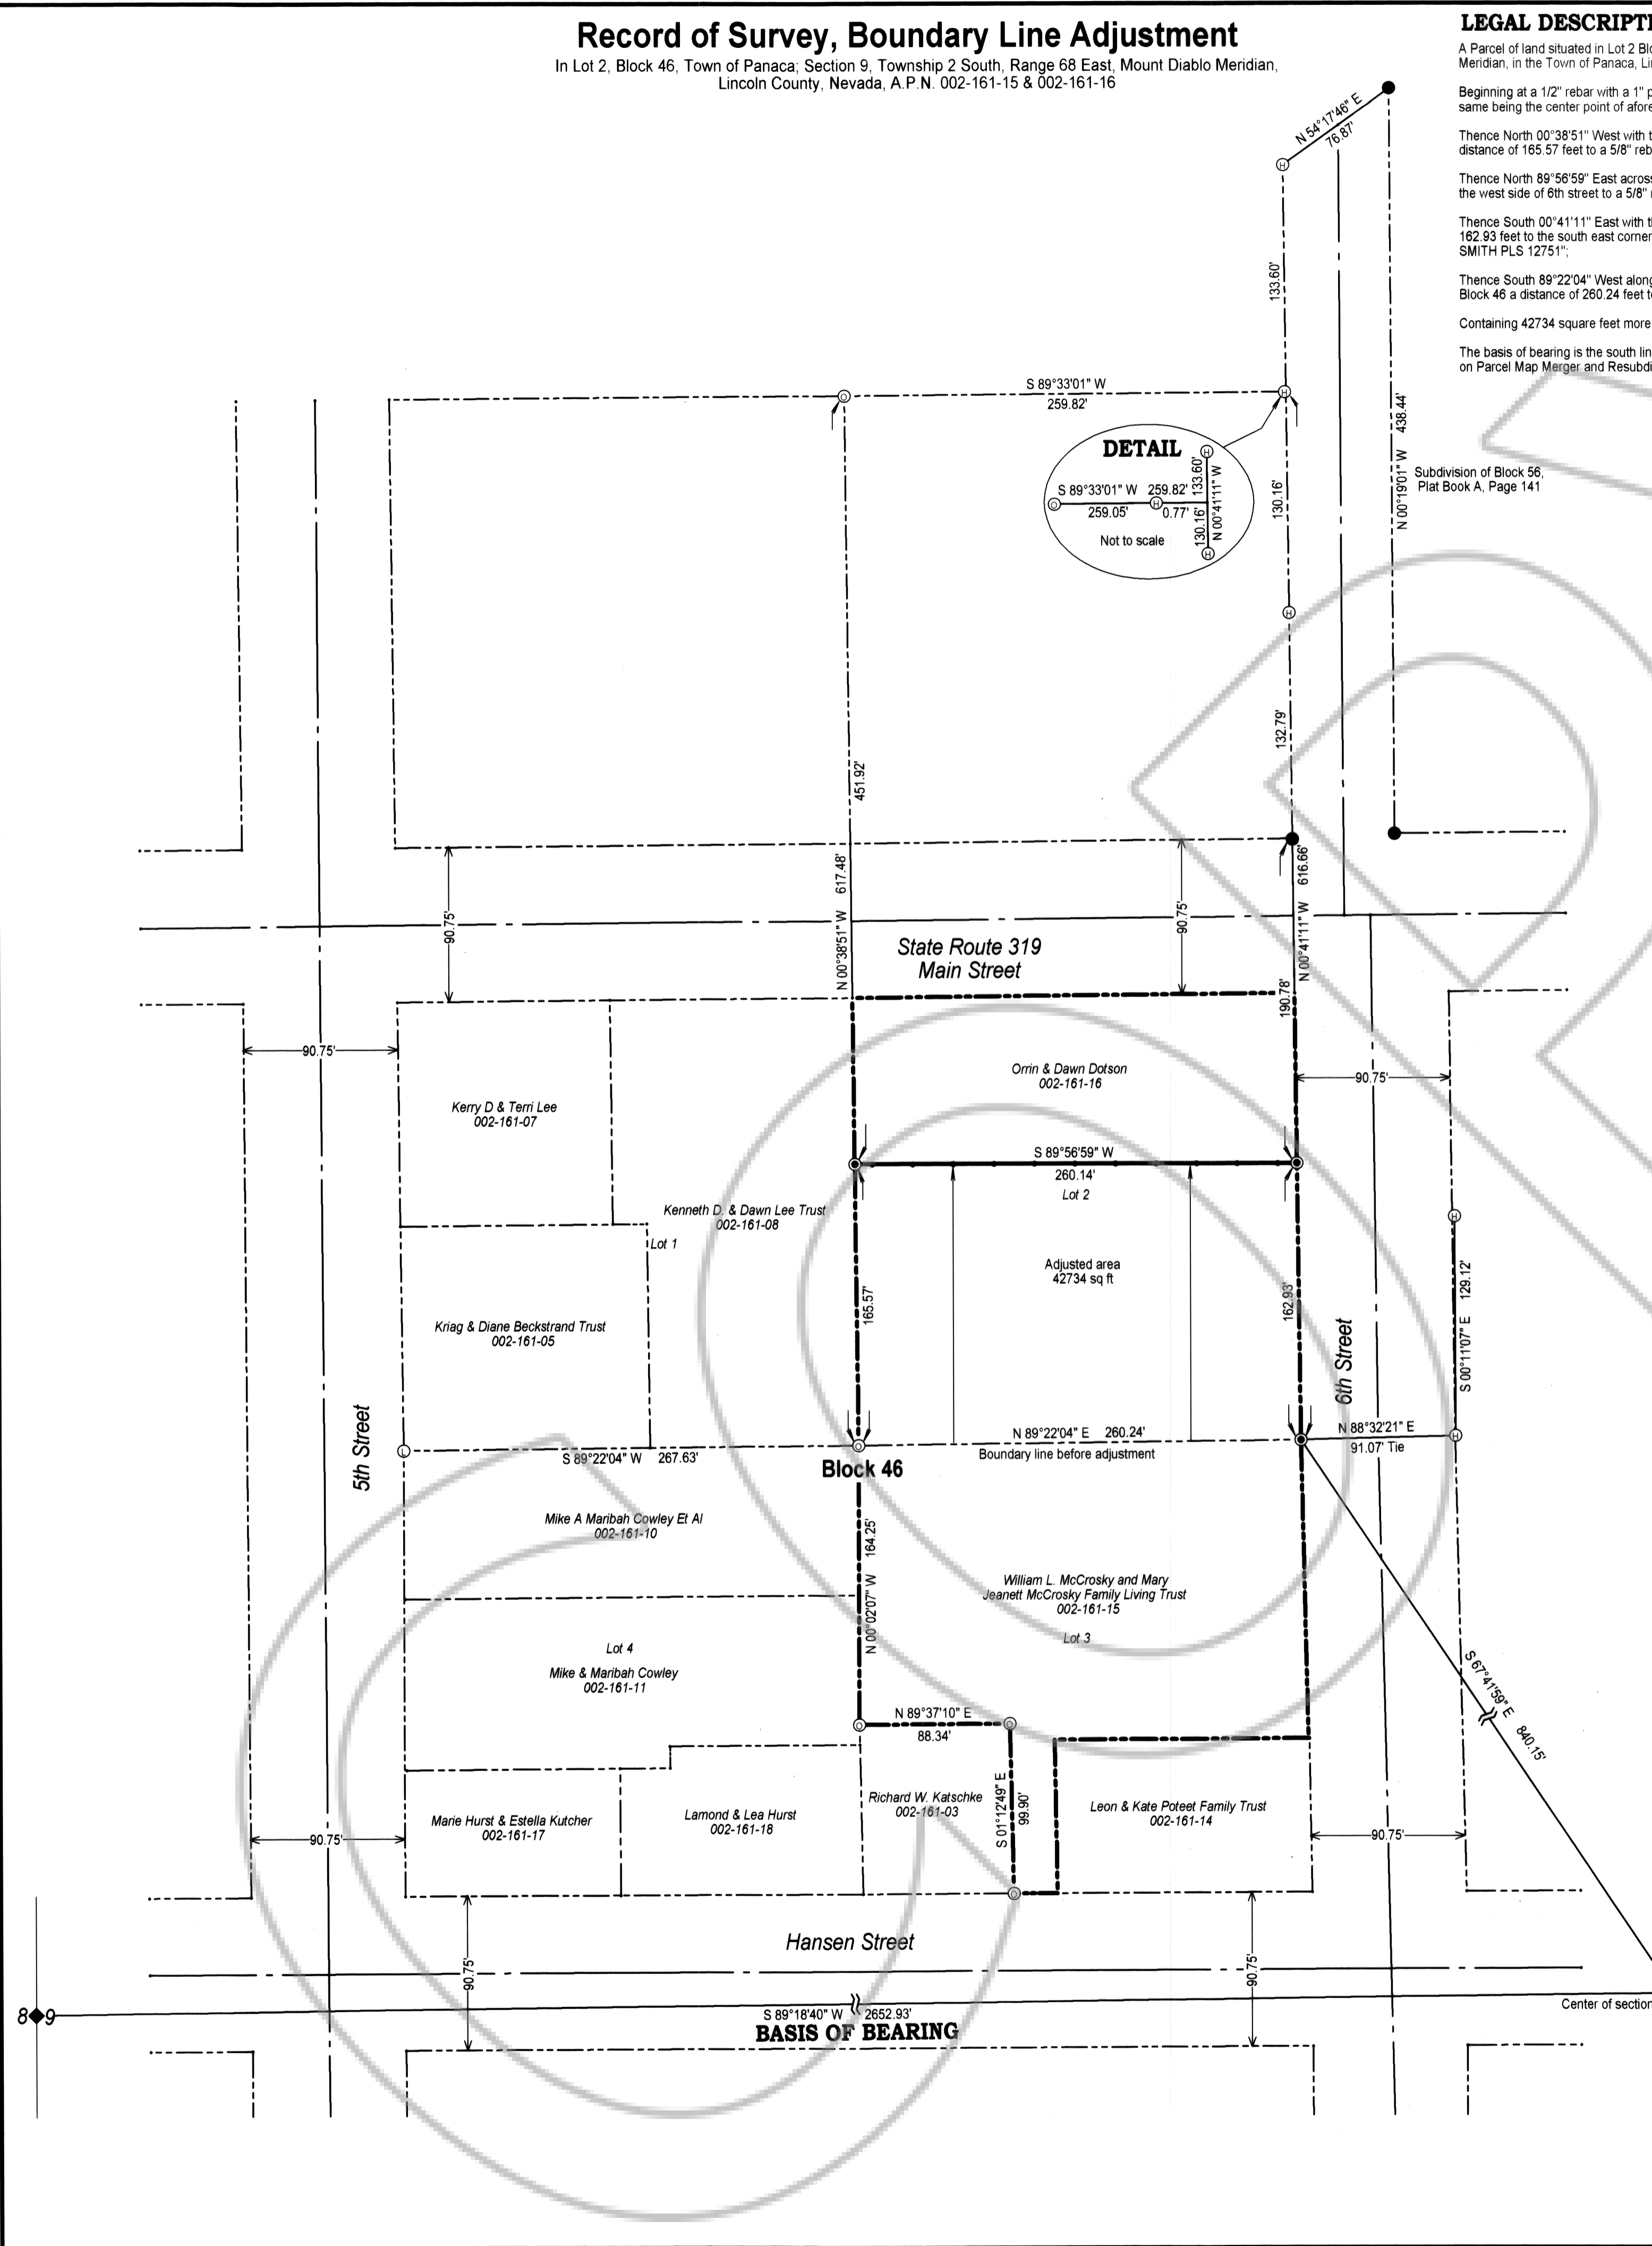 Record of Survey, Boundary Line Adjustment
In Lot 2, Block 46, Town of Panaca; Section 9, Township 2 South, Range 68 East, Mount Diablo Meridian,
Lincoln County, Nevada, A.P.N. 002-161-15 & 002-161-16
LEGAL DESCRIPTI
A Parcel of land situated in Lot 2 Blo
Meridian, in the Town of Panaca, Li
Beginning at a 1/2" rebar with a 1" p
same being the center point of afore
Thence North 00°38'51" West with t
distance of 165.57 feet to a 5/8" reb
Thence North 89°56'59" East across
the west side of 6th street to a 5/8"
Thence South 00°41'11" East with t
162.93 feet to the south east corner
SMITH PLS 12751";
Thence South 89°22'04" West along
Block 46 a distance of 260.24 feet to
Containing 42734 square feet more
The basis of bearing is the south lin
on Parcel Map Merger and Resubdi
N 54°17'46" E
76.87'
H
133.60'
S 89°33'01" W
259.82'
O
H
438.44'
N 00°19'01" W
DETAIL
H
S 89°33'01" W 259.82'
133.60'
N 00°41'11" W
O
H
259.05'
0.77'
130.16'
Not to scale
H
130.16'
Subdivision of Block 56,
Plat Book A, Page 141
H
132.79'
451.92'
N 00°38'51" W 617.48'
N 00°41'11" W 616.66'
90.75'
90.75'
State Route 319
Main Street
190.78'
90.75'
90.75'
Orrin & Dawn Dotson
002-161-16
Kerry D & Terri Lee
002-161-07
S 89°56'59" W
260.14'
Lot 2
Kenneth D. & Dawn Lee Trust
002-161-08
Lot 1
H
Adjusted area
42734 sq ft
165.57'
162.93'
S 00°11'07" E 129.12'
Kriag & Diane Beckstrand Trust
002-161-05
6th Street
5th Street
L
S 89°22'04" W 267.63'
O
N 89°22'04" E 260.24'
Boundary line before adjustment
N 88°32'21" E
91.07' Tie
H
Block 46
Mike A Maribah Cowley Et Al
002-161-10
N 00°02'07" W 164.25'
William L. McCrosky and Mary
Jeanett McCrosky Family Living Trust
002-161-15
Lot 3
Lot 4
Mike & Maribah Cowley
002-161-11
S 67°41'59" E 840.15'
O
N 89°37'10" E
88.34'
O
S 01°12'49" E
99.90'
Richard W. Katschke
002-161-03
Leon & Kate Poteet Family Trust
002-161-14
Marie Hurst & Estella Kutcher
002-161-17
Lamond & Lea Hurst
002-161-18
90.75'
90.75'
O
Hansen Street
90.75'
90.75'
8 9
S 89°18'40" W 2652.93'
BASIS OF BEARING
Center of section